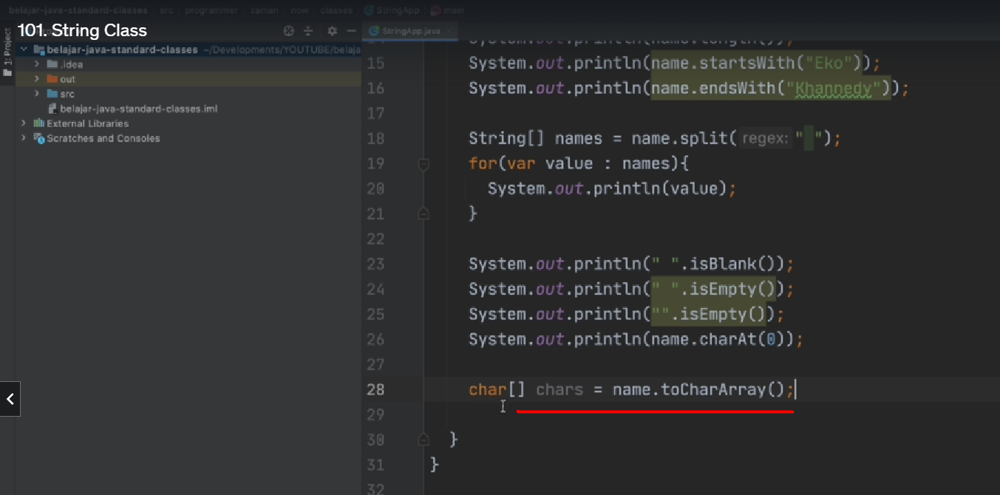 belajar-java-standard-classes src programmer zaman now classes StringApp main
101. String Class
1: Project
StringApp.java
belajar-java-standard-classes ~/Developments/YOUTUBE/belaja
.idea
out
src
belajar-java-standard-classes.iml
External Libraries
Scratches and Consoles
15 System.out.println(name.startsWith("Eko"));
16 System.out.println(name.endsWith("Khannedy"));
17
18 String[] names = name.split( regex: " ");
19 for(var value : names){
20 System.out.println(value);
21 }
22
23 System.out.println(" ".isBlank());
24 System.out.println(" ".isEmpty());
25 System.out.println("".isEmpty());
26 System.out.println(name.charAt(0));
27
28 char[] chars = name.toCharArray();
29
30 }
31 }
32